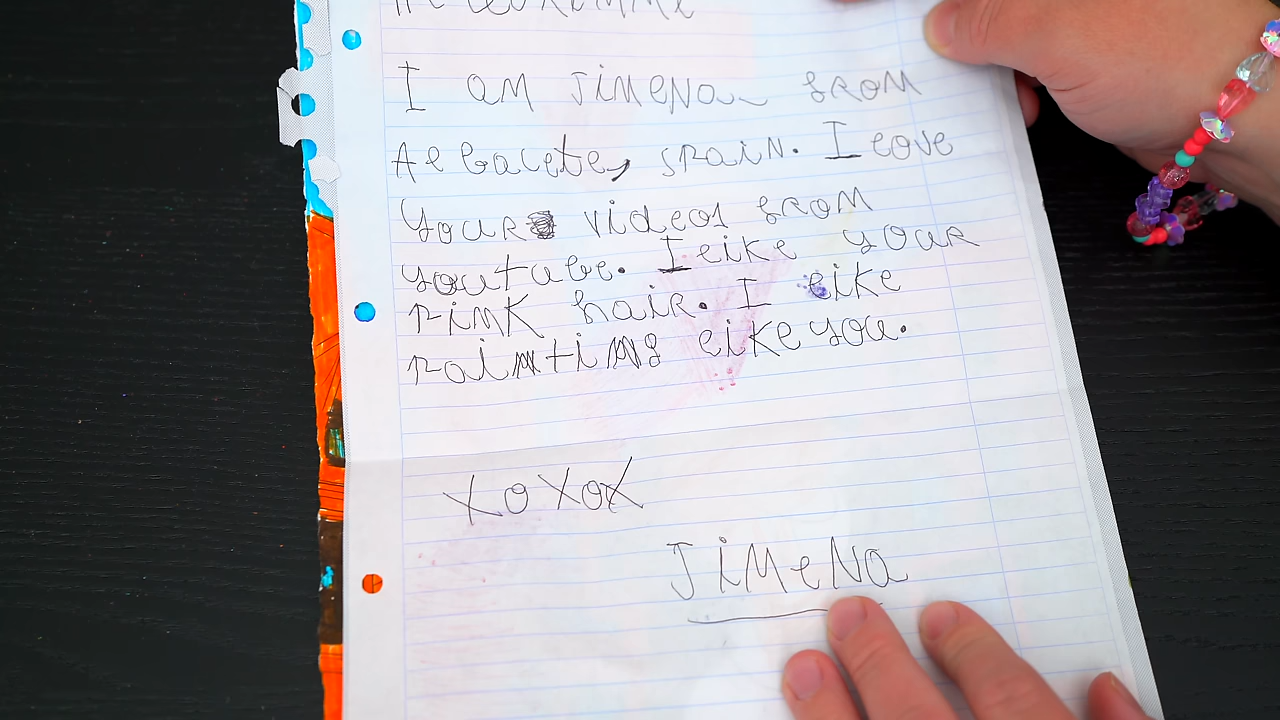 I am Jimena from
Albacete, spain. I love
your videos from
youtube. I like your
pink hair. I like
painting like you.
XoXoX
Jimena